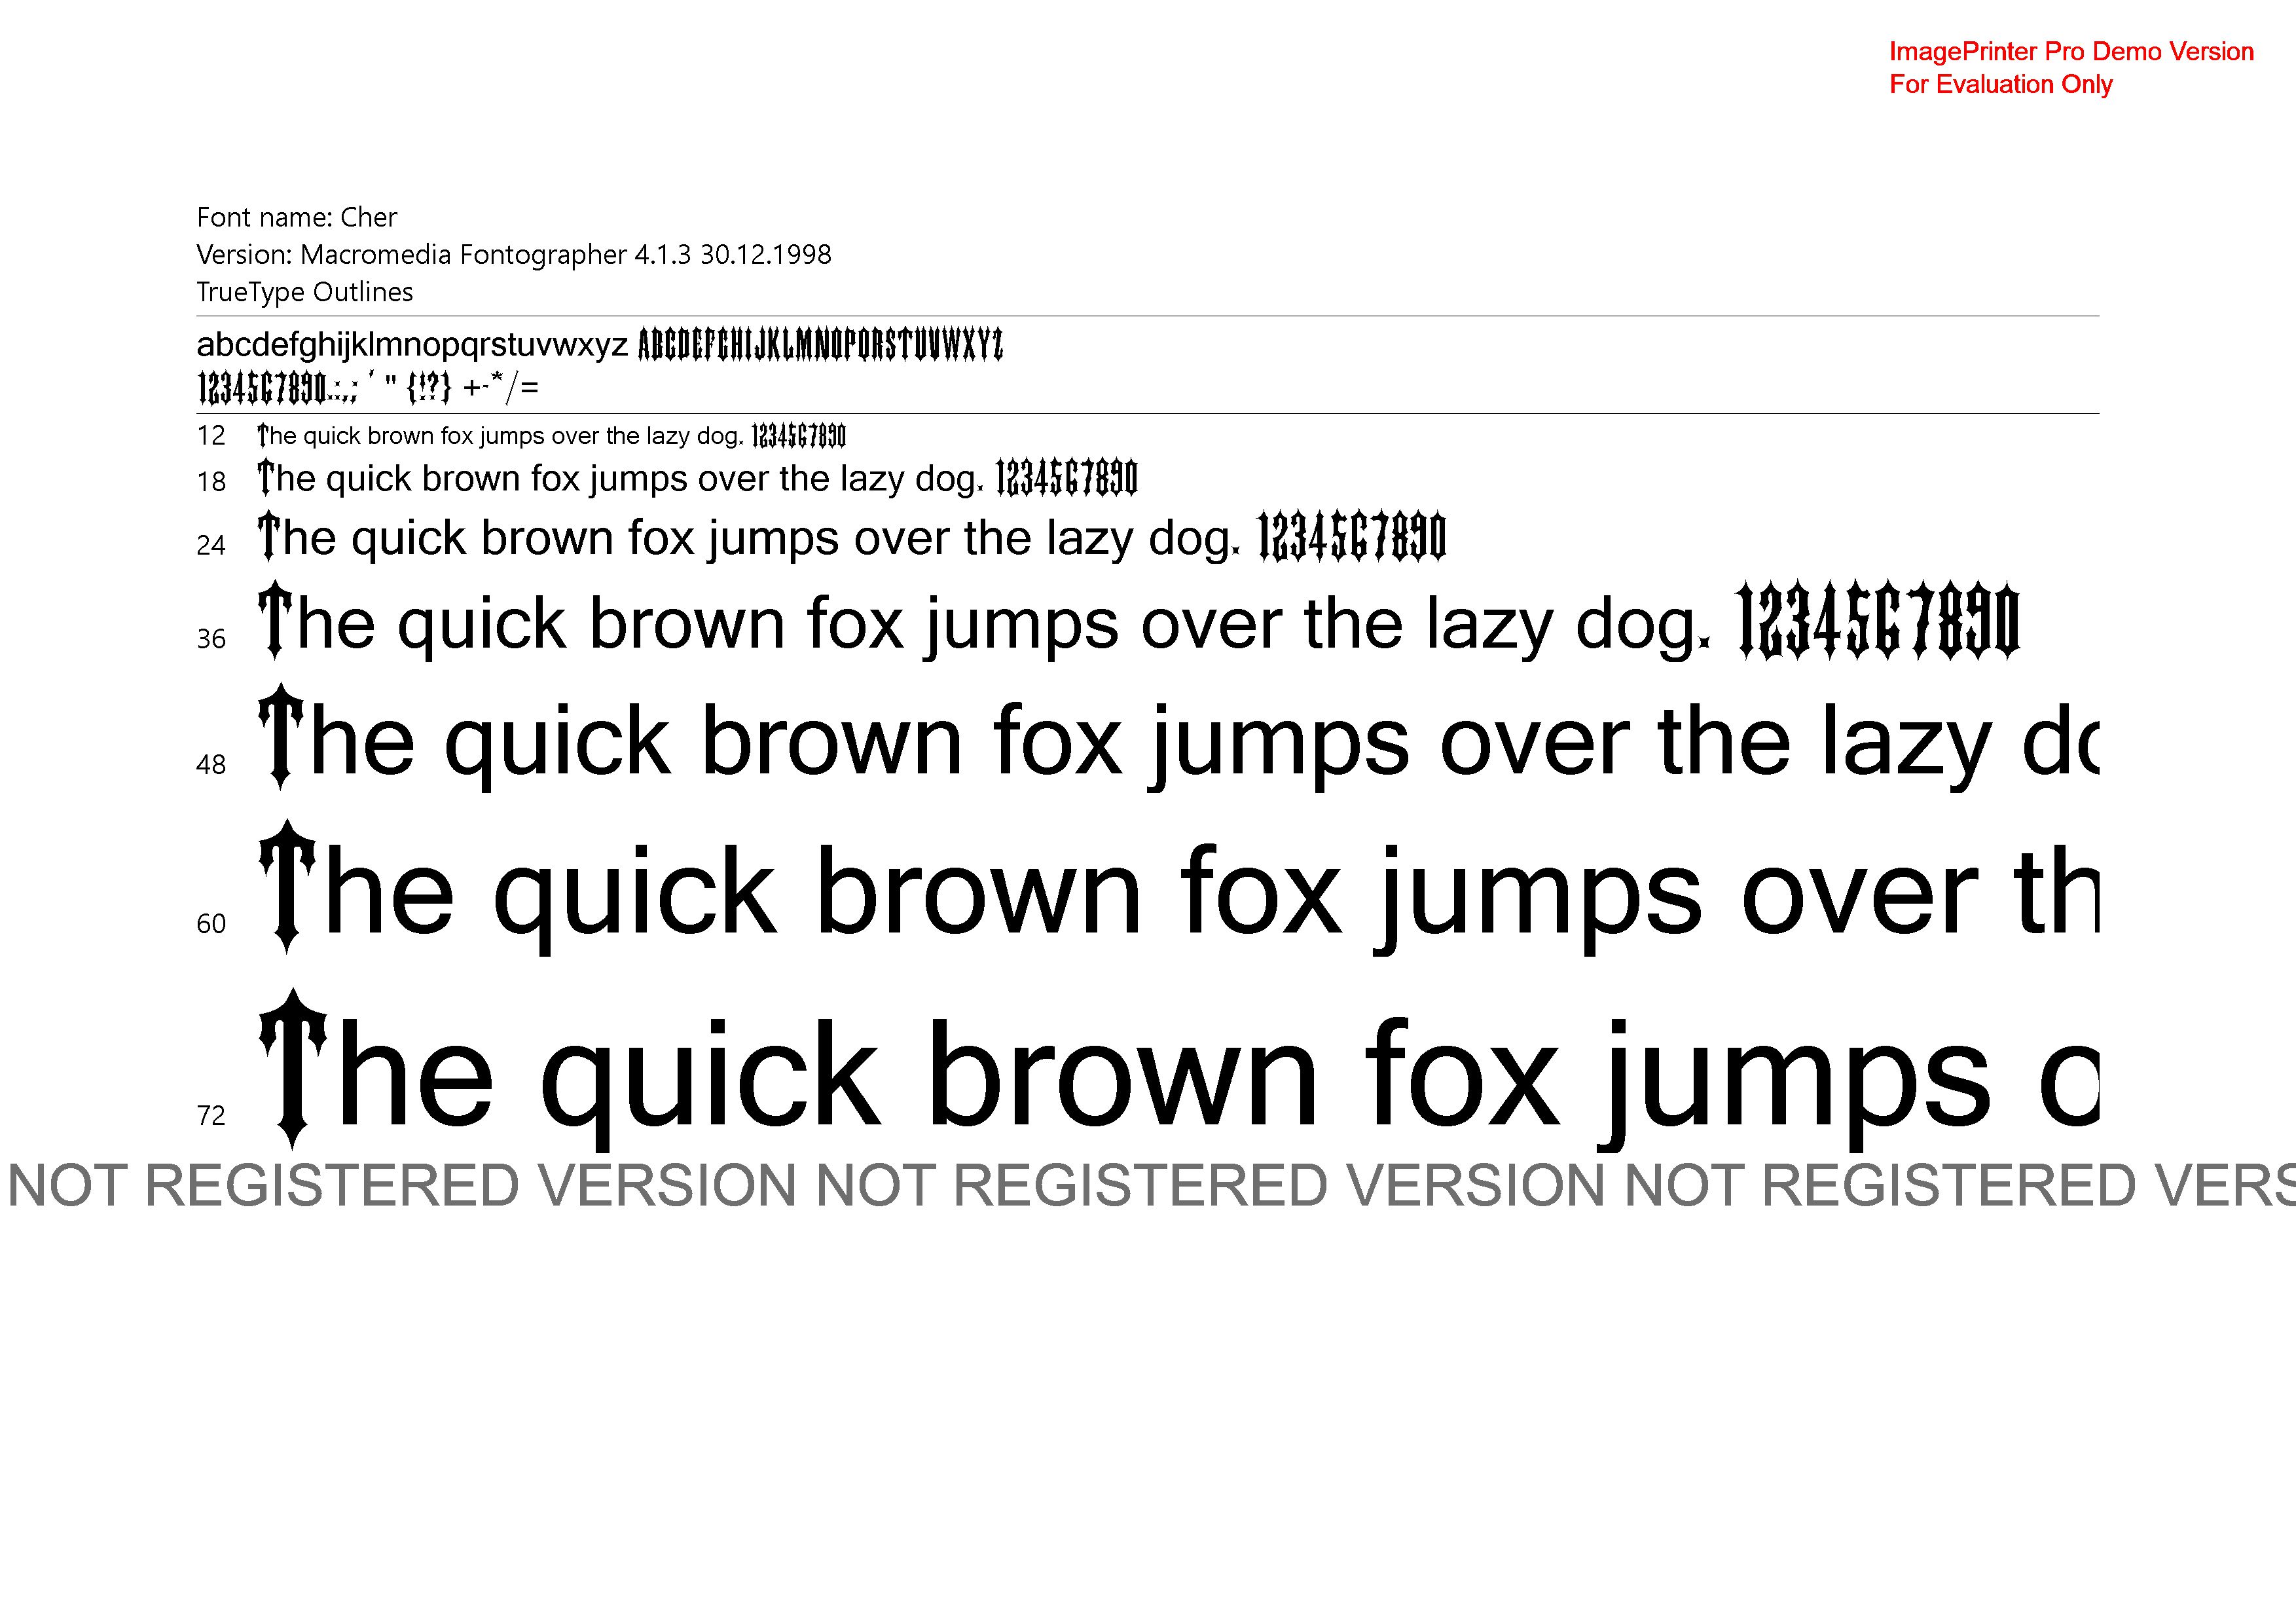 ImagePrinter Pro Demo Version
For Evaluation Only
Font name: Cher
Version: Macromedia Fontographer 4.1.3 30.12.1998
TrueType Outlines
abcdefghijklmnopqrstuvwxyz ABCDEFGHIJKLMNOPQRSTUVWXYZ
1234567890.:,; ´ " {!?} +-*/=
12 The quick brown fox jumps over the lazy dog. 1234567890
18 The quick brown fox jumps over the lazy dog. 1234567890
24 The quick brown fox jumps over the lazy dog. 1234567890
36 The quick brown fox jumps over the lazy dog. 1234567890
48 The quick brown fox jumps over the lazy do
60 The quick brown fox jumps over th
72 The quick brown fox jumps o
NOT REGISTERED VERSION NOT REGISTERED VERSION NOT REGISTERED VERS